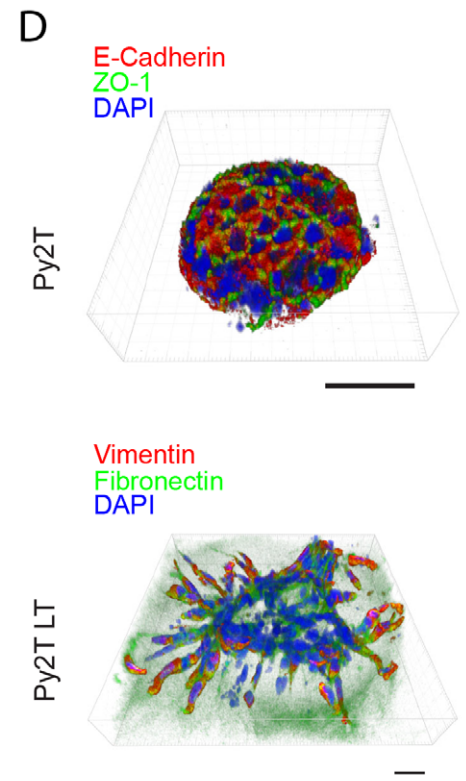 D
E-Cadherin
ZO-1
DAPI
Py2T
Vimentin
Fibronectin
DAPI
Py2T LT